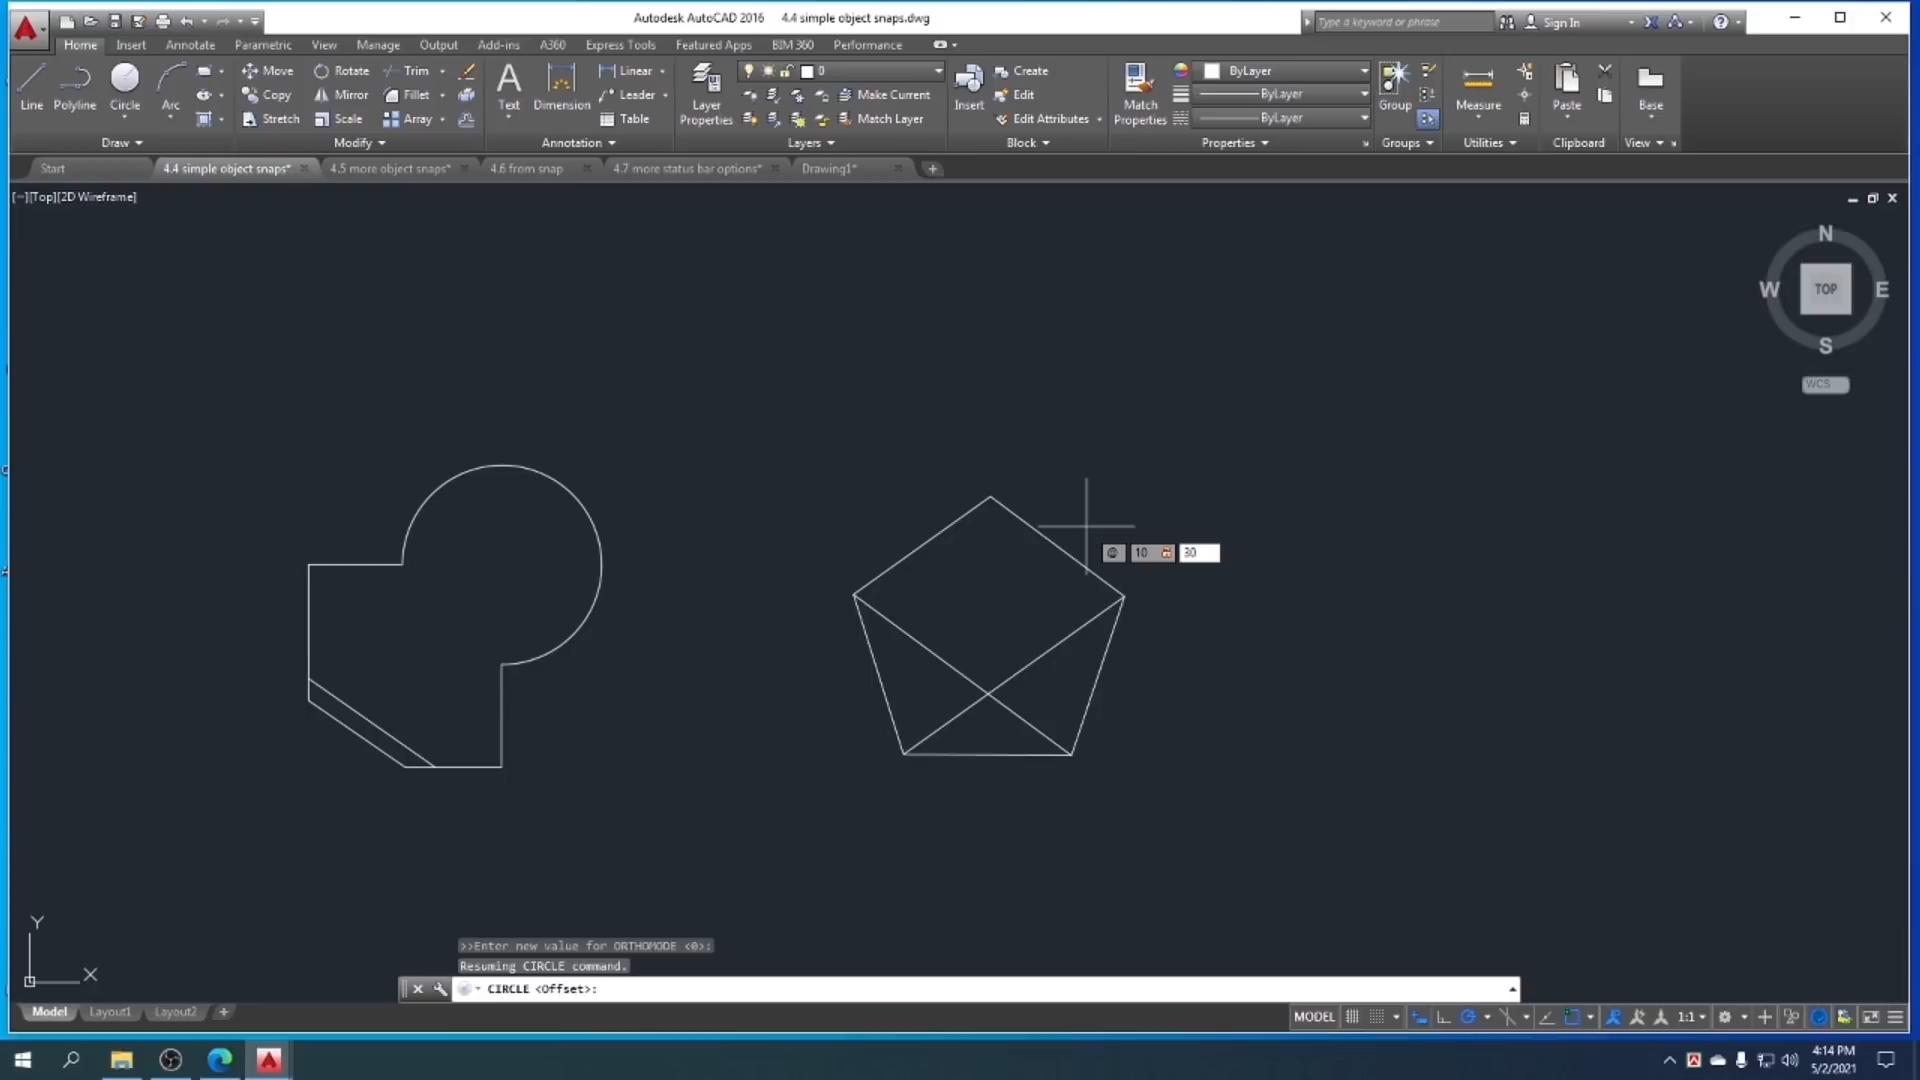 Autodesk AutoCAD 2016 4.4 simple object snaps.dwg
Type a keyword or phrase
Sign In
Home Insert Annotate Parametric View Manage Output Add-ins A360 Express Tools Featured Apps BIM 360 Performance
Line Polyline Circle Arc
Move Rotate Trim
Copy Mirror Fillet
Stretch Scale Array
Text Dimension
Linear
Leader
Table
Layer Properties
0
Make Current
Match Layer
Insert
Create
Edit
Edit Attributes
Match Properties
ByLayer
ByLayer
ByLayer
Group Measure Paste Base
Draw Modify Annotation Layers Block Properties Groups Utilities Clipboard View
Start 4.4 simple object snaps* 4.5 more object snaps* 4.6 from snap 4.7 more status bar options* Drawing1*
[−][Top][2D Wireframe]
N
W TOP E
S
WCS
@ 10 30
Y
X
>>Enter new value for ORTHOMODE <0>:
Resuming CIRCLE command.
CIRCLE <Offset>:
Model Layout1 Layout2 +
MODEL 1:1
4:14 PM
5/2/2021